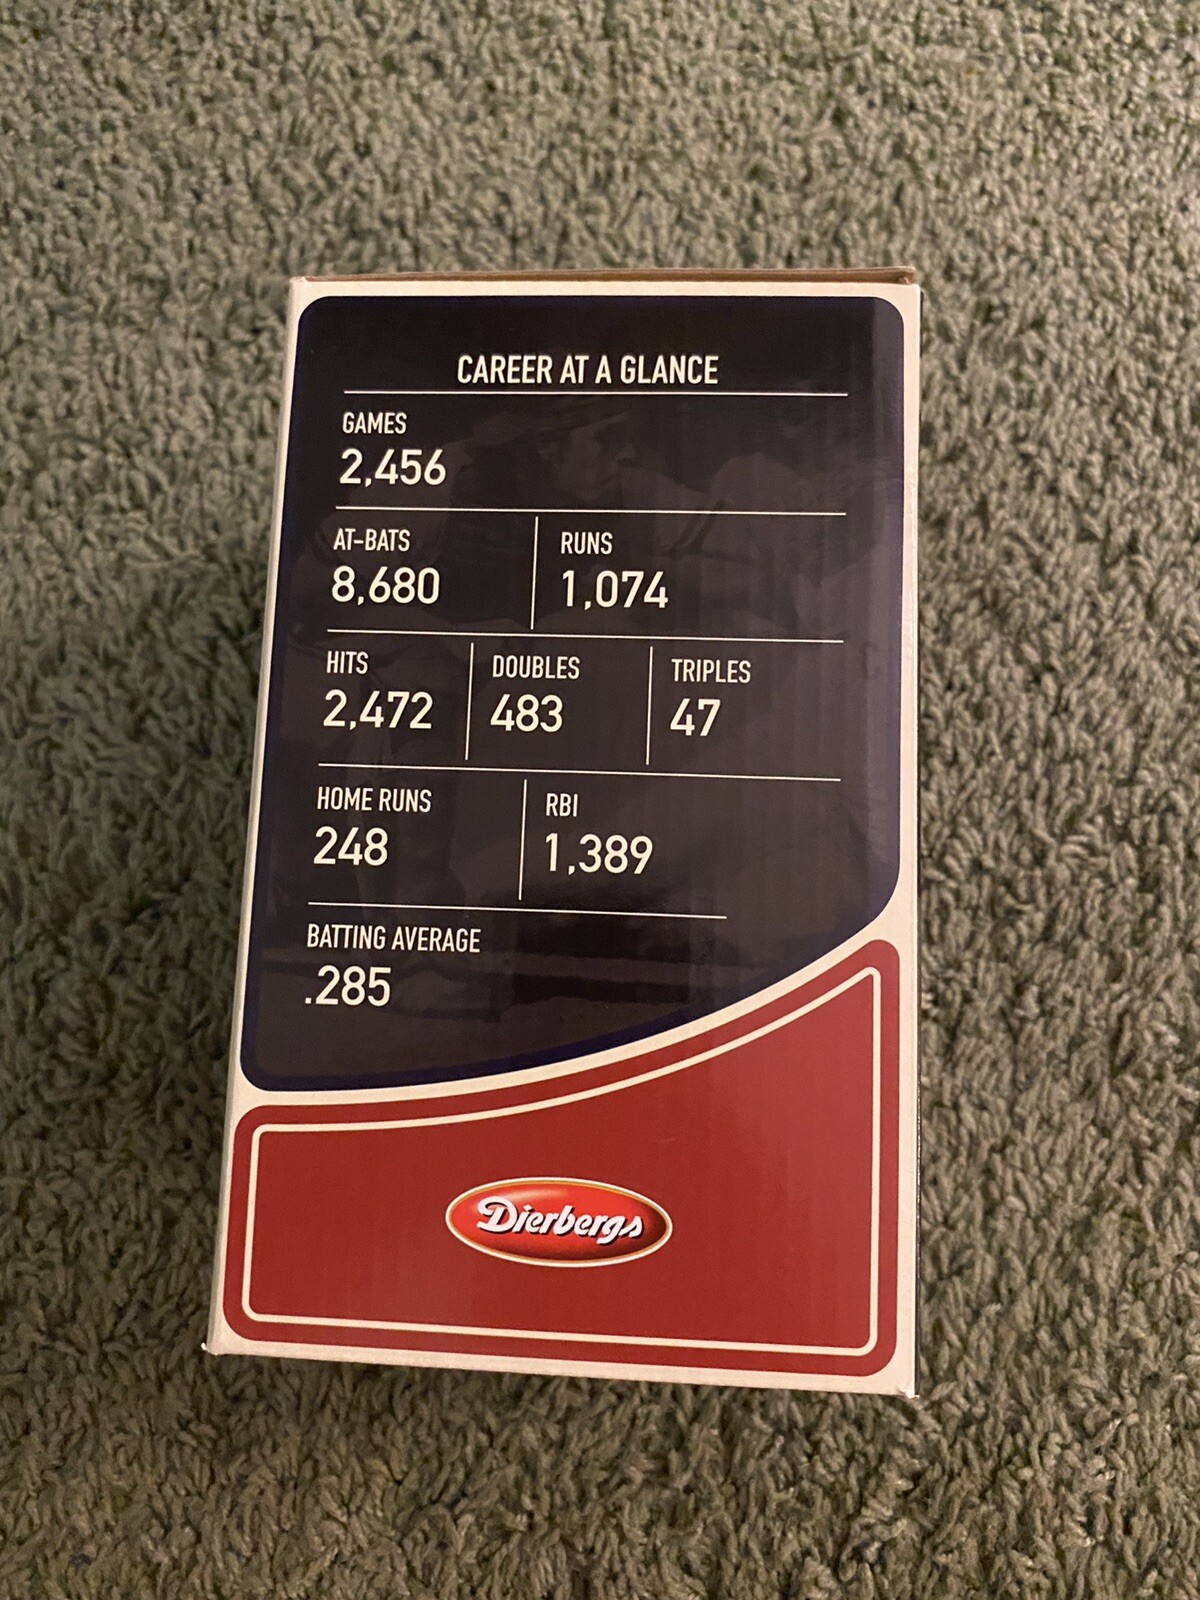 CAREER AT A GLANCE
GAMES
2,456
AT-BATS
8,680
RUNS
1,074
HITS
2,472
DOUBLES
483
TRIPLES
47
HOME RUNS
248
RBI
1,389
BATTING AVERAGE
.285
Dierbergs